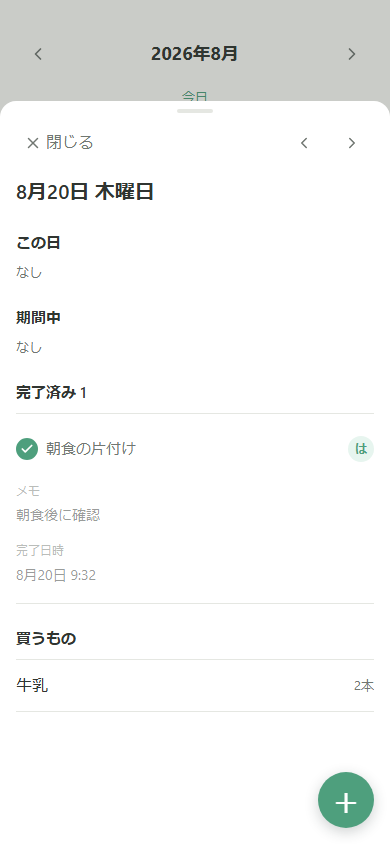 2026年8月
今日
閉じる
8月20日 木曜日
この日
なし
期間中
なし
完了済み 1
朝食の片付け
は
メモ
朝食後に確認
完了日時
8月20日 9:32
買うもの
牛乳
2本